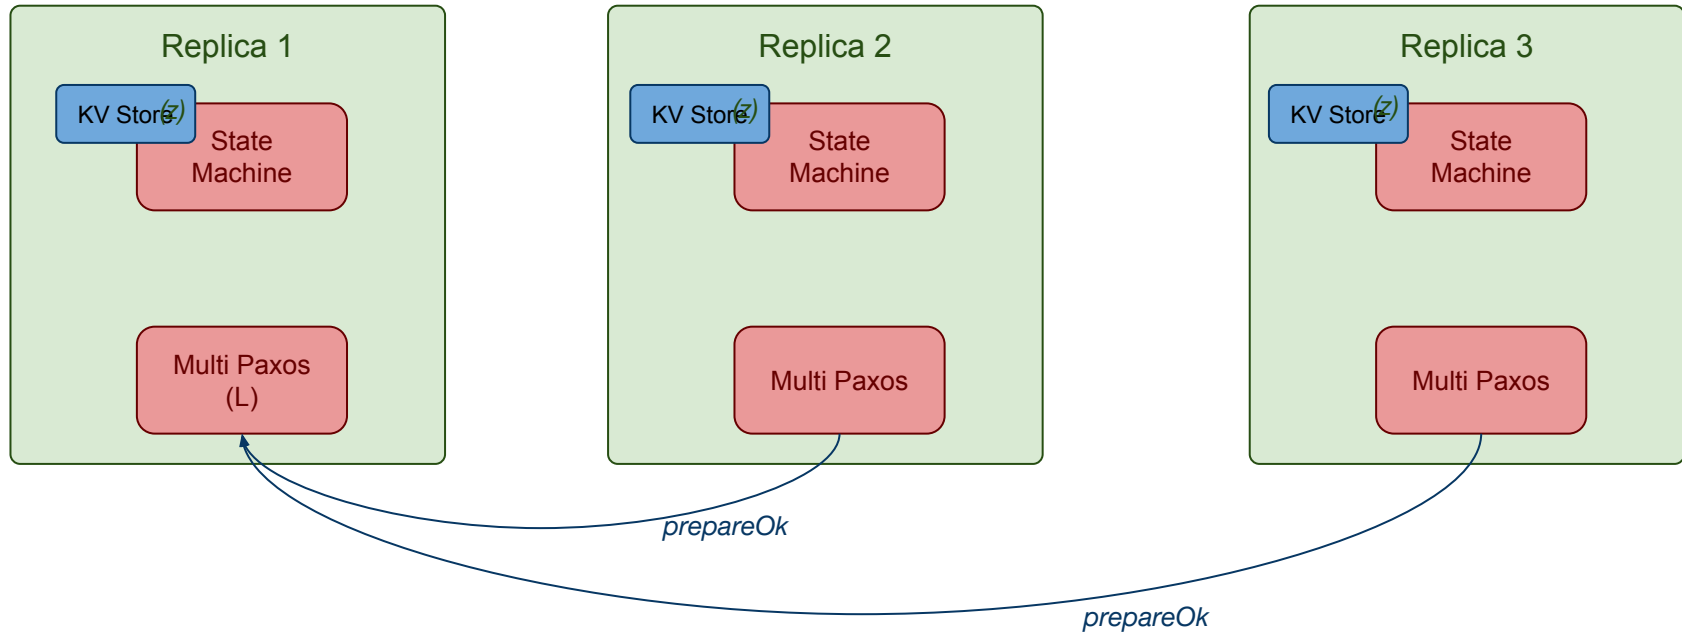 Replica 1
Replica 2
Replica 3
KV Store
(z)
State
Machine
KV Store
(z)
State
Machine
KV Store
(z)
State
Machine
Multi Paxos
(L)
Multi Paxos
Multi Paxos
prepareOk
prepareOk